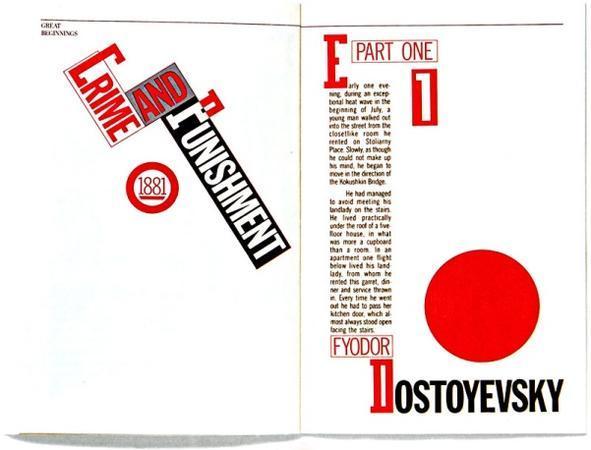 GREAT
BEGINNINGS
CRIME
AND
PUNISHMENT
1881
PART ONE
1
Early one eve-
ning, during an excep-
tional heat wave in the
beginning of July, a
young man walked out
into the street from the
closetlike room he
rented on Stoliarny
Place. Slowly, as though
he could not make up
his mind, he began to
move in the direction of
the Kokushkin Bridge.
He had managed
to avoid meeting his
landlady on the stairs.
He lived practically
under the roof of a five-
floor house, in what
was more a cupboard
than a room. In an
apartment one flight
below lived his land-
lady, from whom he
rented this garret, din-
ner and service thrown
in. Every time he went
out he had to pass her
kitchen door, which al-
most always stood open
facing the stairs.
FYODOR
DOSTOYEVSKY